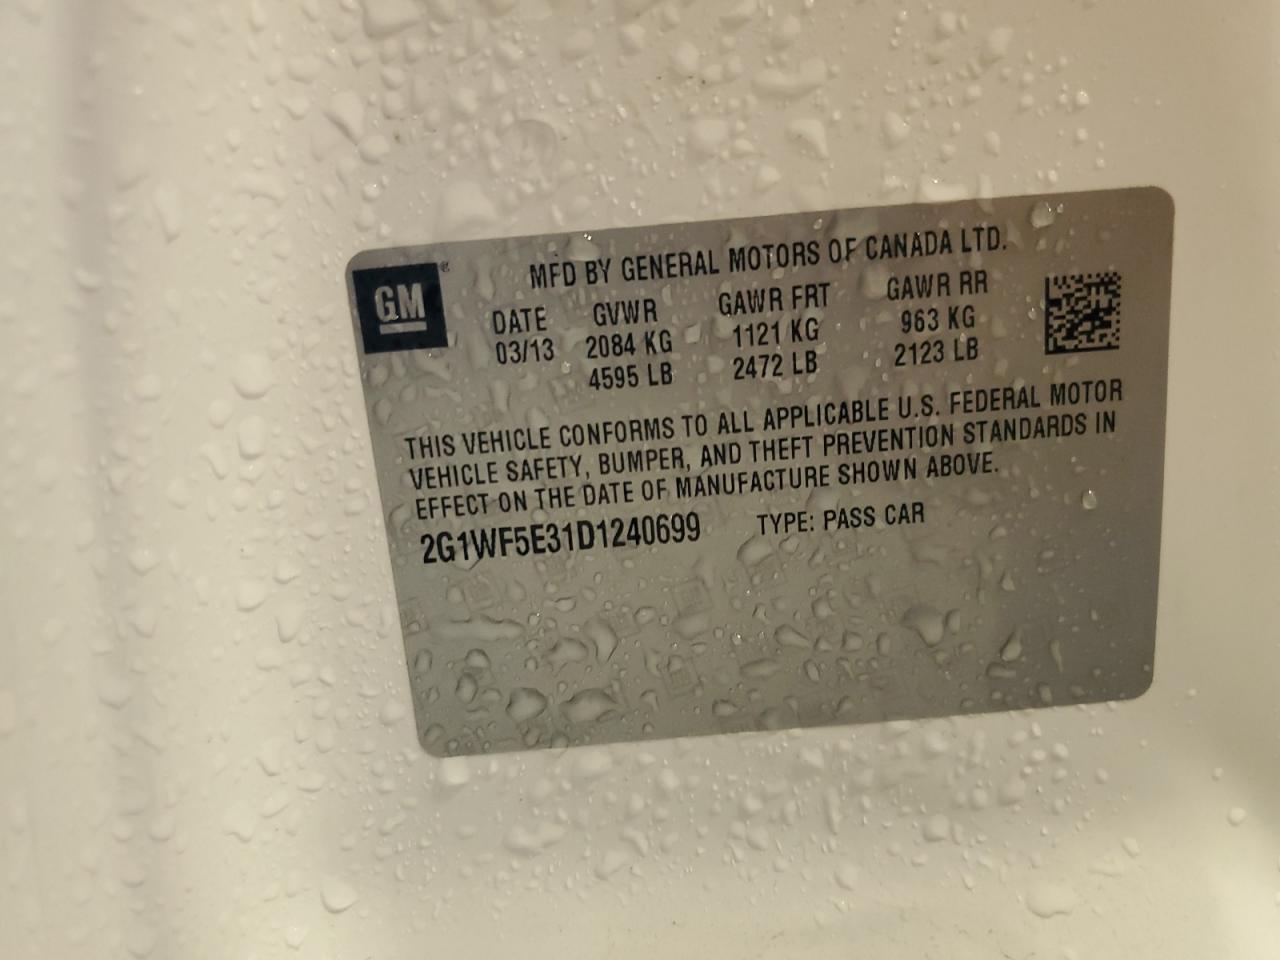 GM®
MFD BY GENERAL MOTORS OF CANADA LTD.
DATE GVWR GAWR FRT GAWR RR
03/13 2084 KG 1121 KG 963 KG
4595 LB 2472 LB 2123 LB
THIS VEHICLE CONFORMS TO ALL APPLICABLE U.S. FEDERAL MOTOR
VEHICLE SAFETY, BUMPER, AND THEFT PREVENTION STANDARDS IN
EFFECT ON THE DATE OF MANUFACTURE SHOWN ABOVE.
2G1WF5E31D1240699 TYPE: PASS CAR